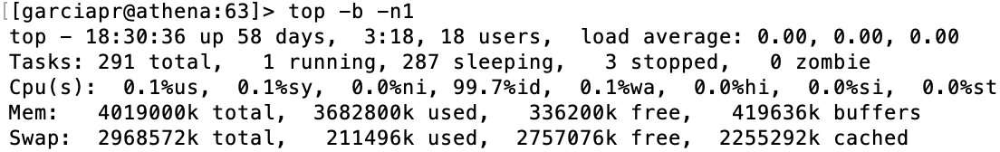 [[garciapr@athena:63]> top -b -n1
top - 18:30:36 up 58 days,  3:18, 18 users,  load average: 0.00, 0.00, 0.00
Tasks: 291 total,   1 running, 287 sleeping,   3 stopped,   0 zombie
Cpu(s):  0.1%us,  0.1%sy,  0.0%ni, 99.7%id,  0.1%wa,  0.0%hi,  0.0%si,  0.0%st
Mem:   4019000k total,  3682800k used,   336200k free,   419636k buffers
Swap:  2968572k total,   211496k used,  2757076k free,  2255292k cached